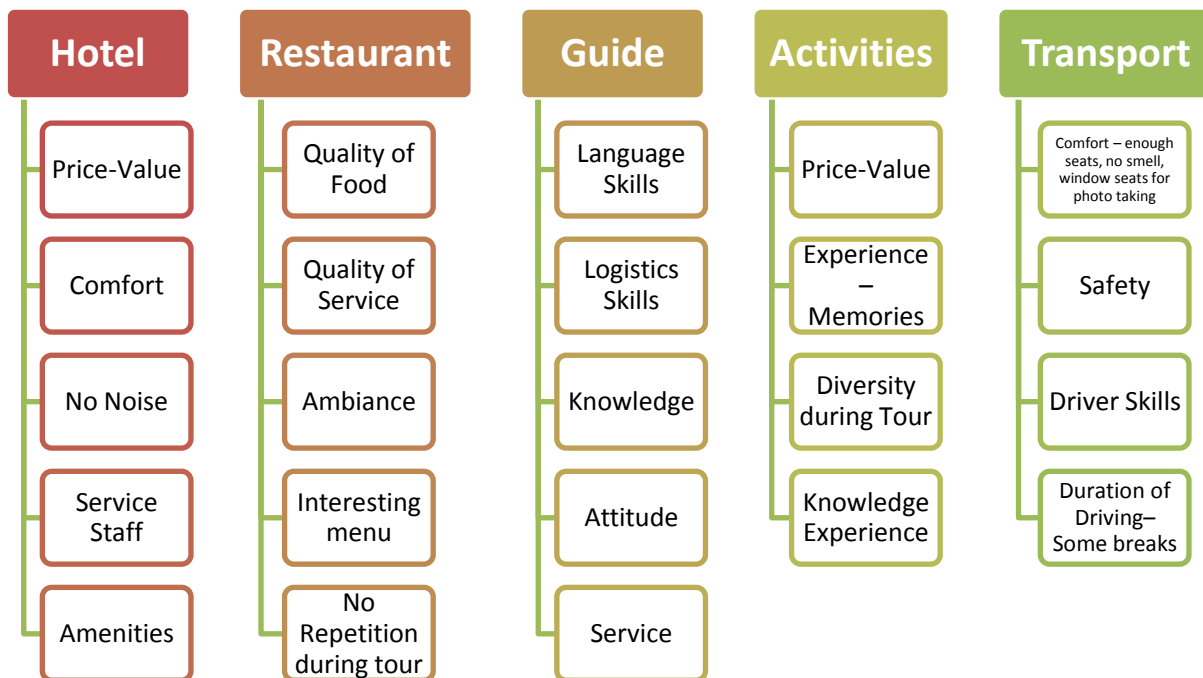 Hotel
Price-Value
Comfort
No Noise
Service
Staff
Amenities
Restaurant
Quality of
Food
Quality of
Service
Ambiance
Interesting
menu
No
Repetition
during tour
Guide
Language
Skills
Logistics
Skills
Knowledge
Attitude
Service
Activities
Price-Value
Experience
–
Memories
Diversity
during Tour
Knowledge
Experience
Transport
Comfort – enough
seats, no smell,
window seats for
photo taking
Safety
Driver Skills
Duration of
Driving–
Some breaks